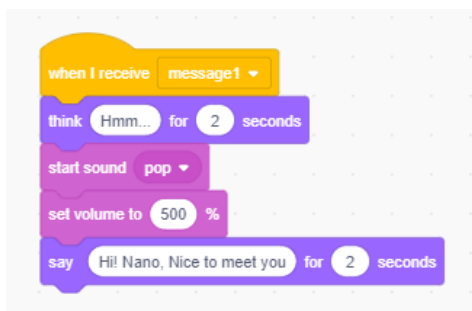 when I receive message1
think Hmm... for 2 seconds
start sound pop
set volume to 500 %
say Hi! Nano, Nice to meet you for 2 seconds